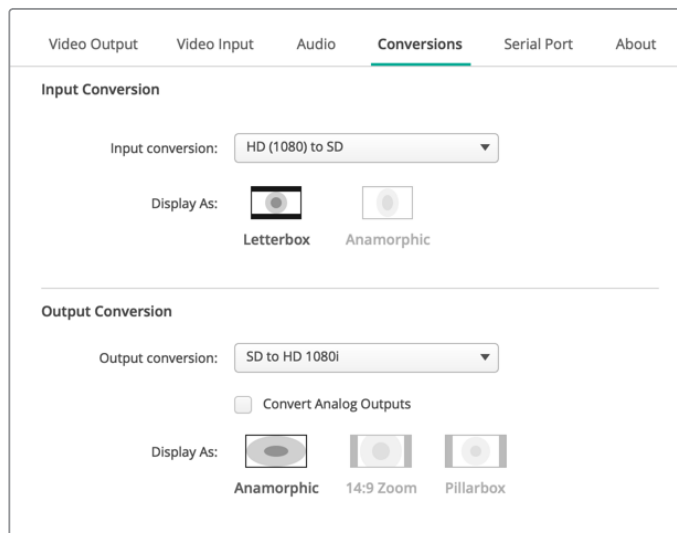 Video Output Video Input Audio Conversions Serial Port About
Input Conversion
Input conversion: HD (1080) to SD
Display As:
Letterbox Anamorphic
Output Conversion
Output conversion: SD to HD 1080i
Convert Analog Outputs
Display As:
Anamorphic 14:9 Zoom Pillarbox